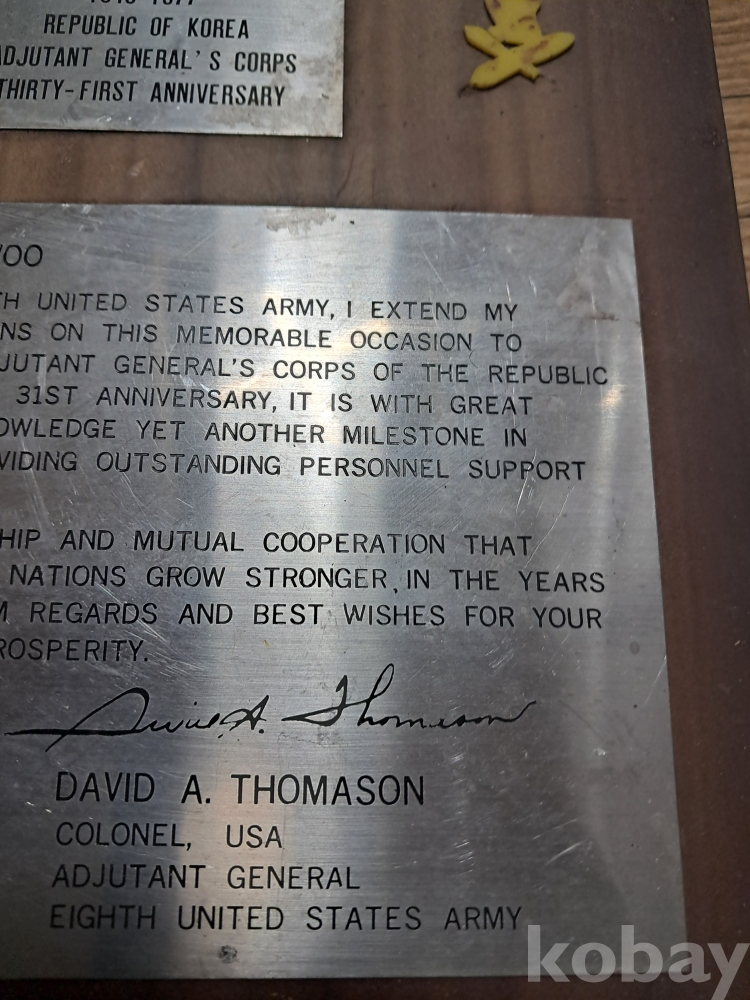 REPUBLIC OF KOREA
ADJUTANT GENERAL'S CORPS
THIRTY-FIRST ANNIVERSARY
OO
H UNITED STATES ARMY, I EXTEND MY
NS ON THIS MEMORABLE OCCASION TO
JUTANT GENERAL'S CORPS OF THE REPUBLIC
31ST ANNIVERSARY, IT IS WITH GREAT
OWLEDGE YET ANOTHER MILESTONE IN
VIDING OUTSTANDING PERSONNEL SUPPORT
HIP AND MUTUAL COOPERATION THAT
NATIONS GROW STRONGER, IN THE YEARS
M REGARDS AND BEST WISHES FOR YOUR
ROSPERITY.
David A. Thomason
DAVID A. THOMASON
COLONEL, USA
ADJUTANT GENERAL
EIGHTH UNITED STATES ARMY
kobay